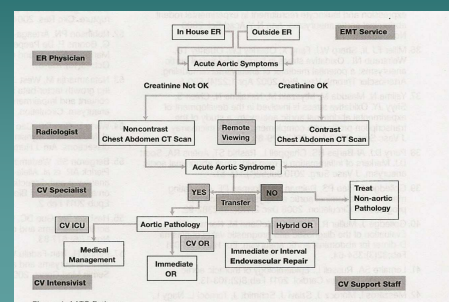 In House ER
Outside ER
EMT Service
ER Physician
Acute Aortic Symptoms
Creatinine Not OK
Creatinine OK
Radiologist
Noncontrast
Chest Abdomen CT Scan
Remote
Viewing
Contrast
Chest Abdomen CT Scan
Acute Aortic Syndrome
CV Specialist
YES
NO
Transfer
Treat
Non-aortic
Pathology
CV ICU
Aortic Pathology
Hybrid OR
CV OR
Medical
Management
Immediate
OR
Immediate or Interval
Endovascular Repair
CV Intensivist
CV Support Staff